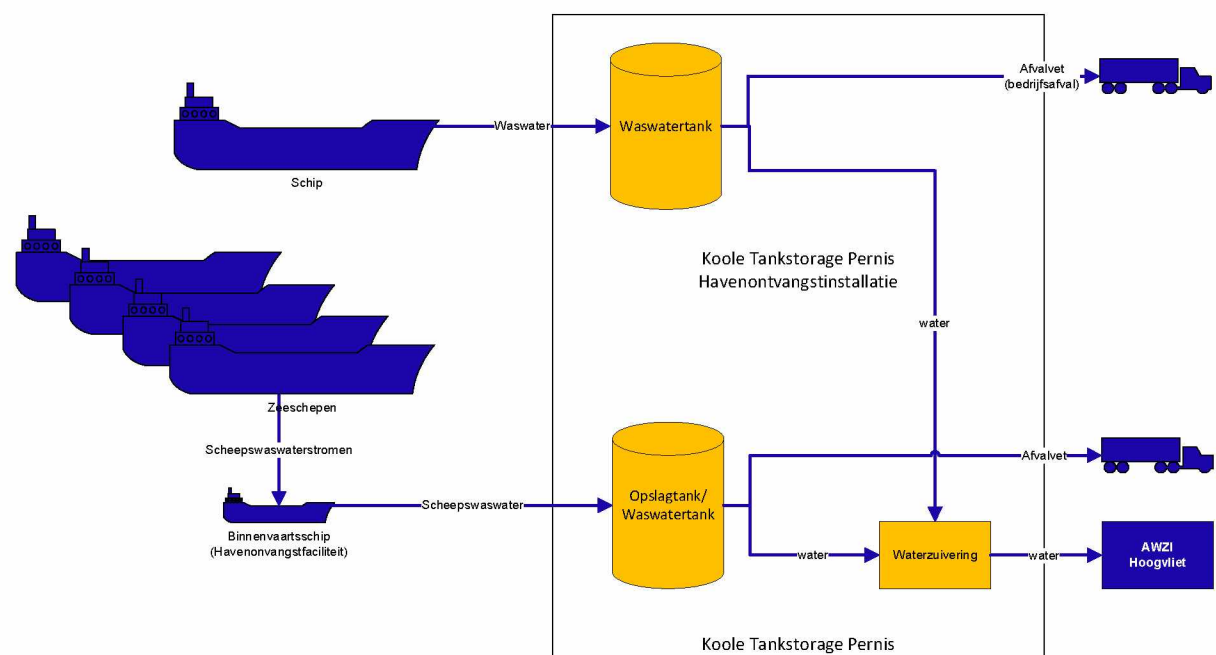 Afvalvet
(bedrijfsafval)
Waswater
Waswatertank
Schip
Koole Tankstorage Pernis
Havenontvangstinstallatie
water
Zeeschepen
Scheepswaswaterstromen
Afvalvet
Scheepswaswater
Opslagtank/
Waswatertank
Binnenvaartsschip
(Havenonvangstfaciliteit)
water
Waterzuivering
water
AWZI
Hoogvliet
Koole Tankstorage Pernis